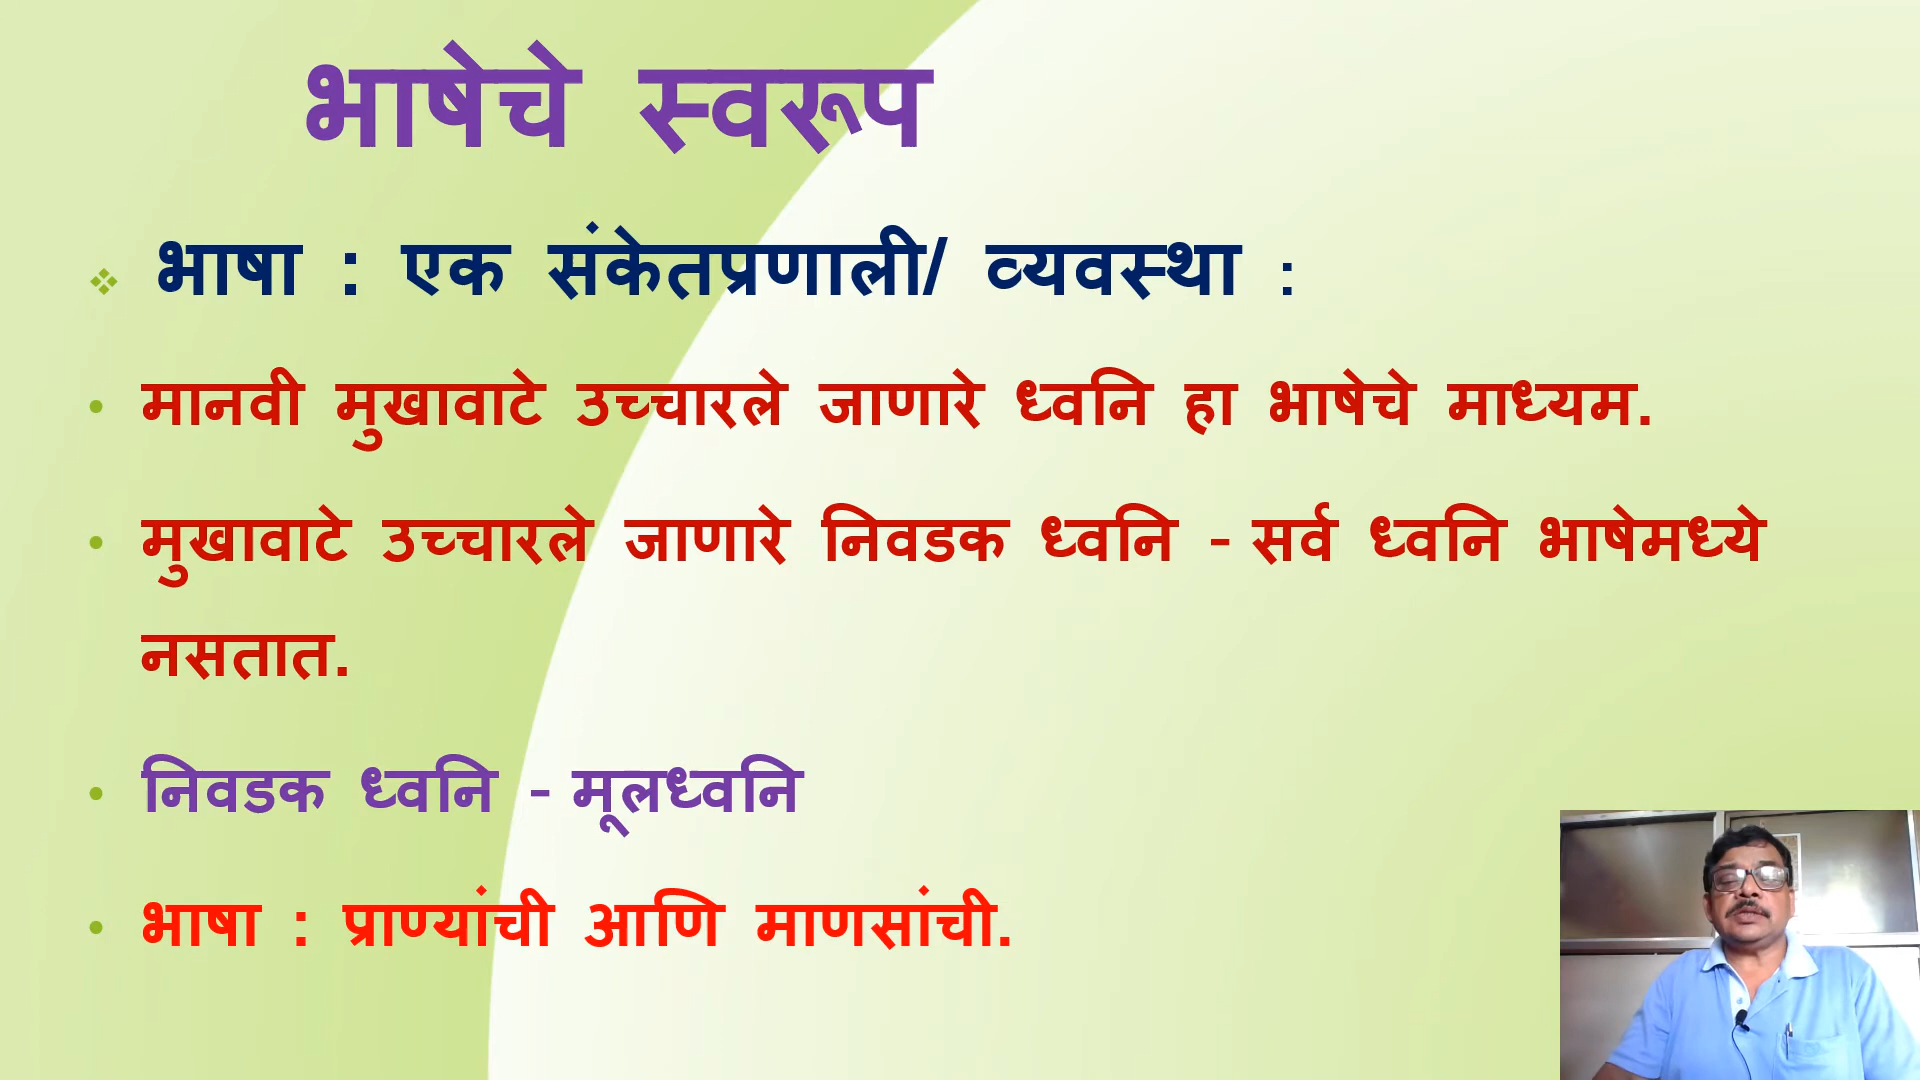 भाषेचे स्वरूप
❖ भाषा : एक संकेतप्रणाली/ व्यवस्था :
• मानवी मुखावाटे उच्चारले जाणारे ध्वनि हा भाषेचे माध्यम.
• मुखावाटे उच्चारले जाणारे निवडक ध्वनि - सर्व ध्वनि भाषेमध्ये
नसतात.
• निवडक ध्वनि - मूलध्वनि
• भाषा : प्राण्यांची आणि माणसांची.